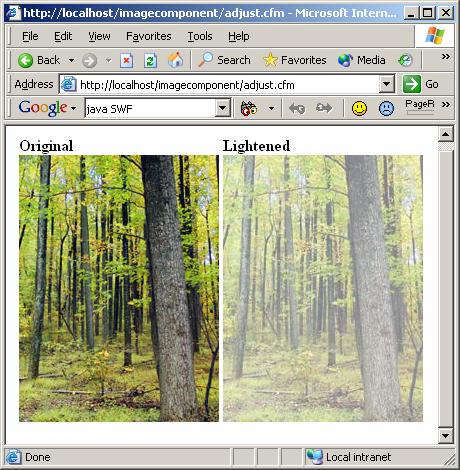 http://localhost/imagecomponent/adjust.cfm - Microsoft Intern...
File Edit View Favorites Tools Help
Back Search Favorites Media
Address http://localhost/imagecomponent/adjust.cfm Go
Google java SWF PageR
Original Lightened
Done Local intranet